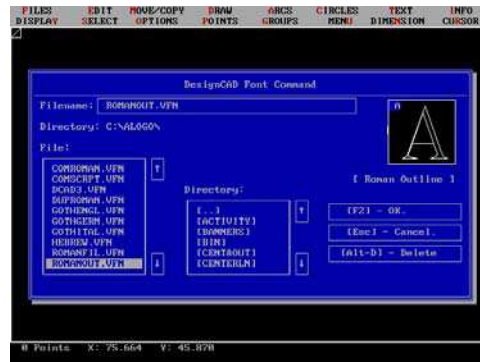 FILES EDIT MOVE/COPY DRAW ARCS CIRCLES TEXT INFO
DISPLAY SELECT OPTIONS POINTS GROUPS MENU DIMENSION CURSOR
DesignCAD Font Command
Filename: ROMANOUT.VFN
A
Directory: C:\ALOGO\
File:
COMROMAN.VFN
COMSCRPT.VFN
DCAD3.VFN
DUPROMAN.VFN
GOTHENGL.VFN
GOTHGERM.VFN
GOTHITAL.VFN
HEBREW.VFN
ROMANFIL.VFN
ROMANOUT.VFN
Directory:
[..]
[ACTIVITY]
[BANNERS]
[BIN]
[CENTROUT]
[CENTERLN]
A
[ Roman Outline ]
[F2] - OK.
[Esc] - Cancel.
[Alt-D] - Delete
0 Points X: 75.664 Y: 45.870